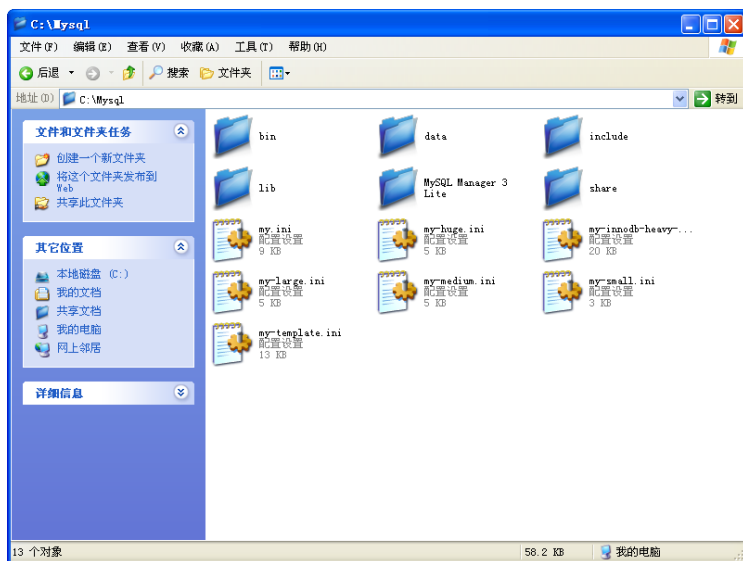 C:\Mysql
文件(F) 编辑(E) 查看(V) 收藏(A) 工具(T) 帮助(H)
后退 搜索 文件夹
地址(D) C:\Mysql 转到
文件和文件夹任务
创建一个新文件夹
将这个文件夹发布到
Web
共享此文件夹
其它位置
本地磁盘 (C:)
我的文档
共享文档
我的电脑
网上邻居
详细信息
bin
data
include
lib
MySQL Manager 3
Lite
share
my.ini
配置设置
9 KB
my-huge.ini
配置设置
5 KB
my-innodb-heavy-...
配置设置
20 KB
my-large.ini
配置设置
5 KB
my-medium.ini
配置设置
5 KB
my-small.ini
配置设置
3 KB
my-template.ini
配置设置
13 KB
13 个对象 58.2 KB 我的电脑